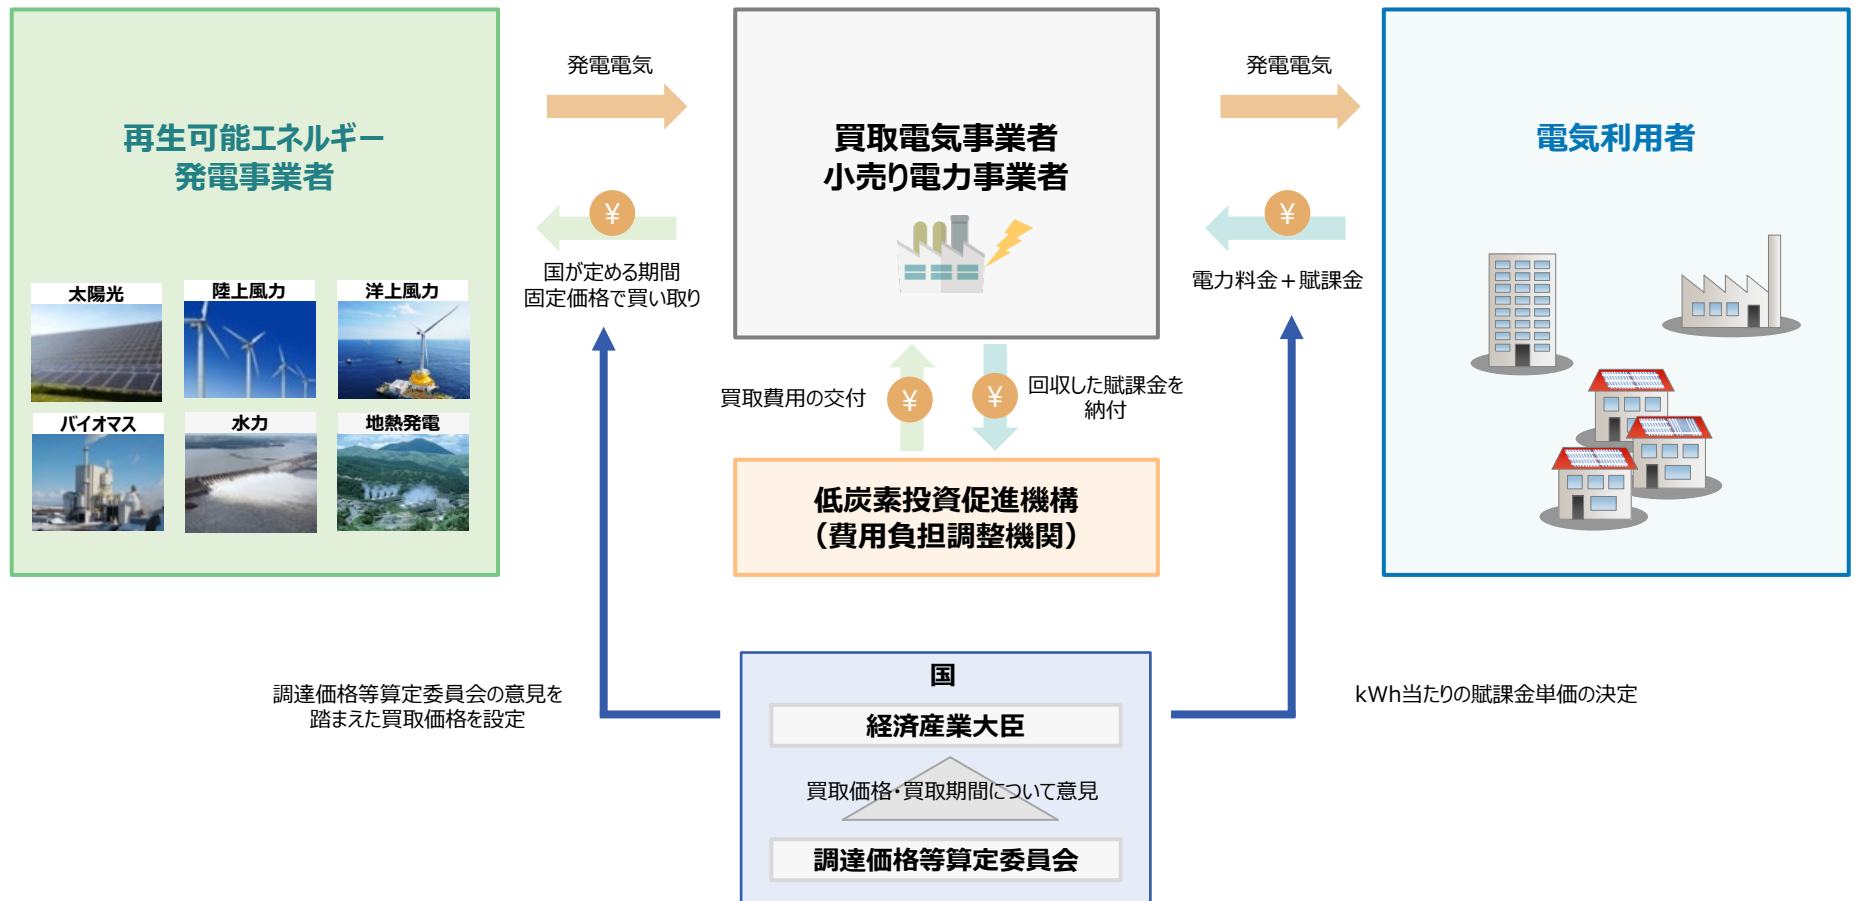 再生可能エネルギー
発電事業者
太陽光
陸上風力
洋上風力
バイオマス
水力
地熱発電
発電電気
¥
国が定める期間
固定価格で買い取り
買取電気事業者
小売り電力事業者
発電電気
¥
電力料金＋賦課金
電気利用者
買取費用の交付
¥
¥
回収した賦課金を
納付
低炭素投資促進機構
（費用負担調整機関）
調達価格等算定委員会の意見を
踏まえた買取価格を設定
国
経済産業大臣
買取価格・買取期間について意見
調達価格等算定委員会
kWh当たりの賦課金単価の決定